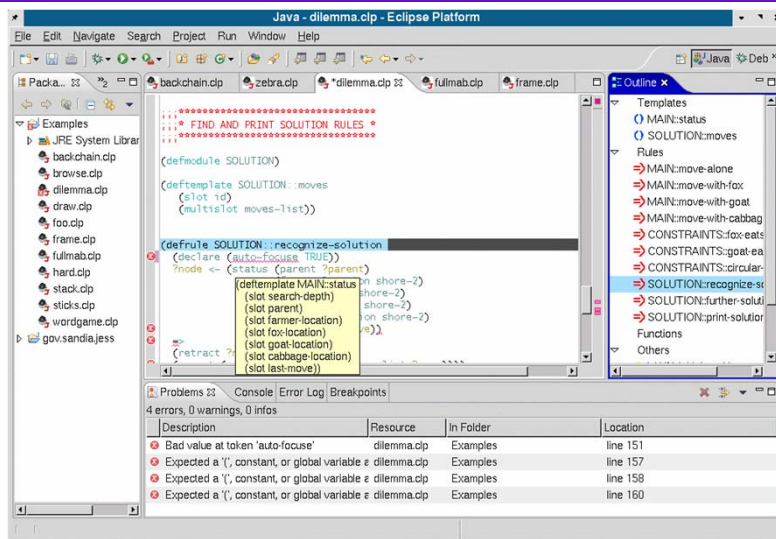 Java - dilemma.clp - Eclipse Platform
File Edit Navigate Search Project Run Window Help
Java Deb
Packa... 2
Examples
JRE System Librar
backchain.clp
browse.clp
dilemma.clp
draw.clp
foo.clp
frame.clp
fullmab.clp
hard.clp
stack.clp
sticks.clp
wordgame.clp
gov.sandia.jess
backchain.clp zebra.clp *dilemma.clp fullmab.clp frame.clp
;;;**********************************
;;;* FIND AND PRINT SOLUTION RULES *
;;;**********************************
(defmodule SOLUTION)
(deftemplate SOLUTION::moves
(slot id)
(multislot moves-list))
(defrule SOLUTION::recognize-solution
(declare (auto-focuse TRUE))
?node <- (status (parent ?parent)
on shore-2)
shore-2)
shore-2)
on shore-2)
e))
=>
(retract ?
(deftemplate MAIN::status
(slot search-depth)
(slot parent)
(slot farmer-location)
(slot fox-location)
(slot goat-location)
(slot cabbage-location)
(slot last-move))
Outline
Templates
MAIN::status
SOLUTION::moves
Rules
MAIN::move-alone
MAIN::move-with-fox
MAIN::move-with-goat
MAIN::move-with-cabbag
CONSTRAINTS::fox-eats
CONSTRAINTS::goat-ea
CONSTRAINTS::circular-
SOLUTION::recognize-so
SOLUTION::further-soluti
SOLUTION::print-solution
Functions
Others
Problems Console Error Log Breakpoints
4 errors, 0 warnings, 0 infos
Description Resource In Folder Location
Bad value at token 'auto-focuse' dilemma.clp Examples line 151
Expected a '(', constant, or global variable a dilemma.clp Examples line 157
Expected a '(', constant, or global variable a dilemma.clp Examples line 158
Expected a '(', constant, or global variable a dilemma.clp Examples line 160